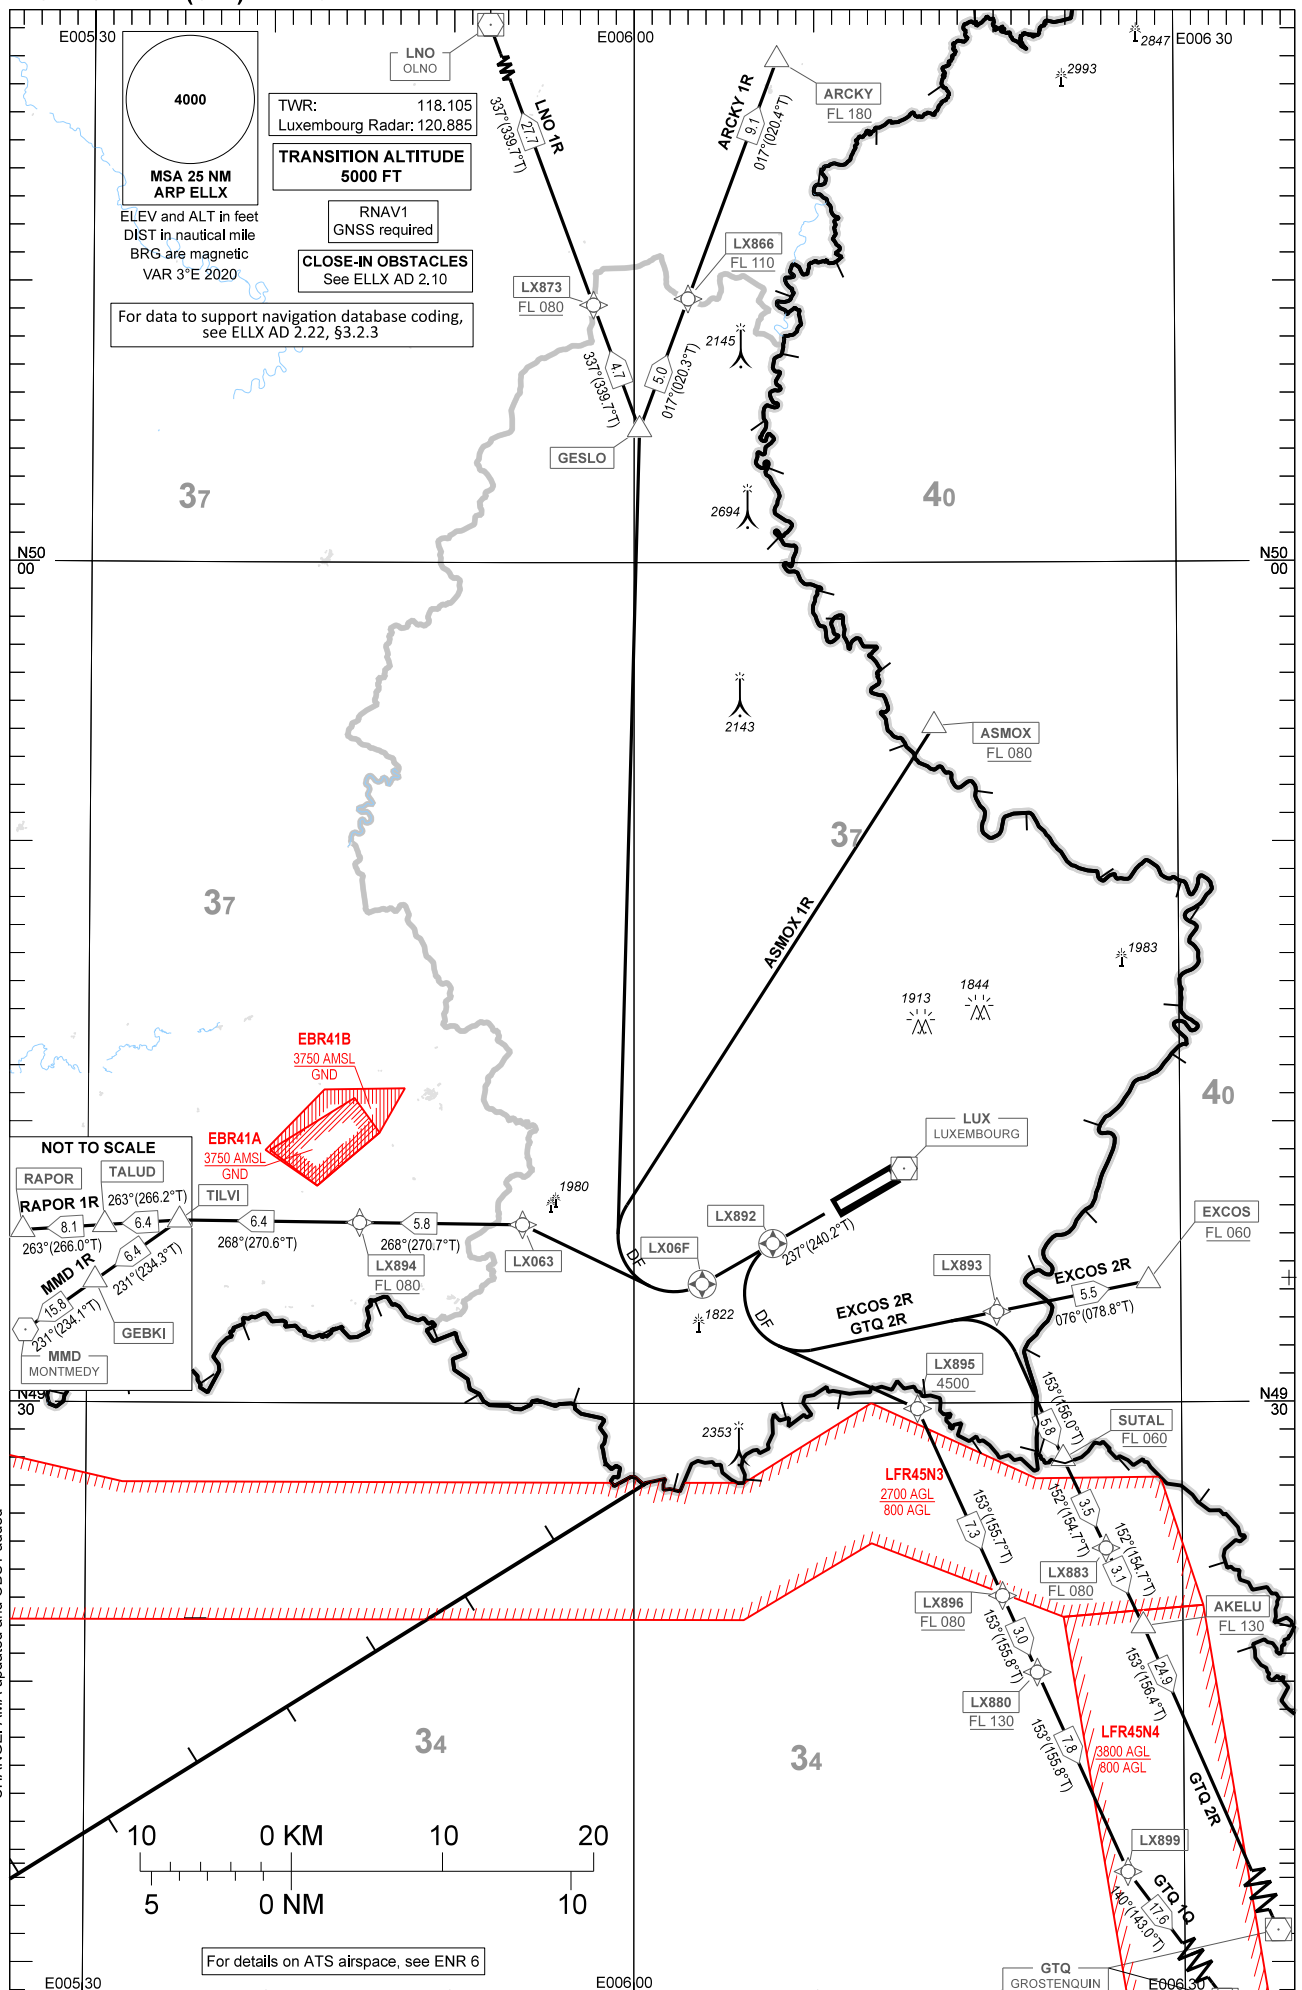 E005 30
E006 00
E006 30
LNO
OLNO
ARCKY
FL 180
2847
2993
4000
MSA 25 NM
ARP ELLX
ELEV and ALT in feet
DIST in nautical mile
BRG are magnetic
VAR 3°E 2020
TWR: 118.105
Luxembourg Radar: 120.885
TRANSITION ALTITUDE
5000 FT
RNAV1
GNSS required
CLOSE-IN OBSTACLES
See ELLX AD 2.10
For data to support navigation database coding,
see ELLX AD 2.22, §3.2.3
LNO 1R
27.7
337°(339.7°T)
ARCKY 1R
9.1
017°(020.4°T)
LX873
FL 080
LX866
FL 110
4.7
337°(339.7°T)
5.0
017°(020.3°T)
2145
GESLO
37
40
2694
N50
00
N50
00
2143
ASMOX
FL 080
37
37
ASMOX 1R
1983
1913
1844
EBR41B
3750 AMSL
GND
EBR41A
3750 AMSL
GND
40
LUX
LUXEMBOURG
NOT TO SCALE
RAPOR
TALUD
TILVI
RAPOR 1R
263°(266.2°T)
8.1
6.4
263°(266.0°T)
MMD 1R
6.4
231°(234.3°T)
15.8
231°(234.1°T)
GEBKI
MMD
MONTMEDY
6.4
268°(270.6°T)
5.8
268°(270.7°T)
LX894
FL 080
LX063
1980
LX892
LX06F
237°(240.2°T)
DF
DF
1822
EXCOS
FL 060
LX893
EXCOS 2R
5.5
076°(078.8°T)
EXCOS 2R
GTQ 2R
LX895
4500
N49
30
N49
30
153°(156.0°T)
5.8
SUTAL
FL 060
2353
LFR45N3
2700 AGL
800 AGL
7.3
153°(155.7°T)
3.5
152°(154.7°T)
LX883
FL 080
152°(154.7°T)
3.1
LX896
FL 080
AKELU
FL 130
3.0
153°(155.8°T)
24.9
153°(156.4°T)
LX880
FL 130
7.8
153°(155.8°T)
LFR45N4
3800 AGL
800 AGL
34
34
GTQ 2R
LX899
GTQ 1Q
17.6
140°(143.0°T)
10 0 KM 10 20
5 0 NM 10
For details on ATS airspace, see ENR 6
GTQ
GROSTENQUIN
E005 30
E006 00
E006 30